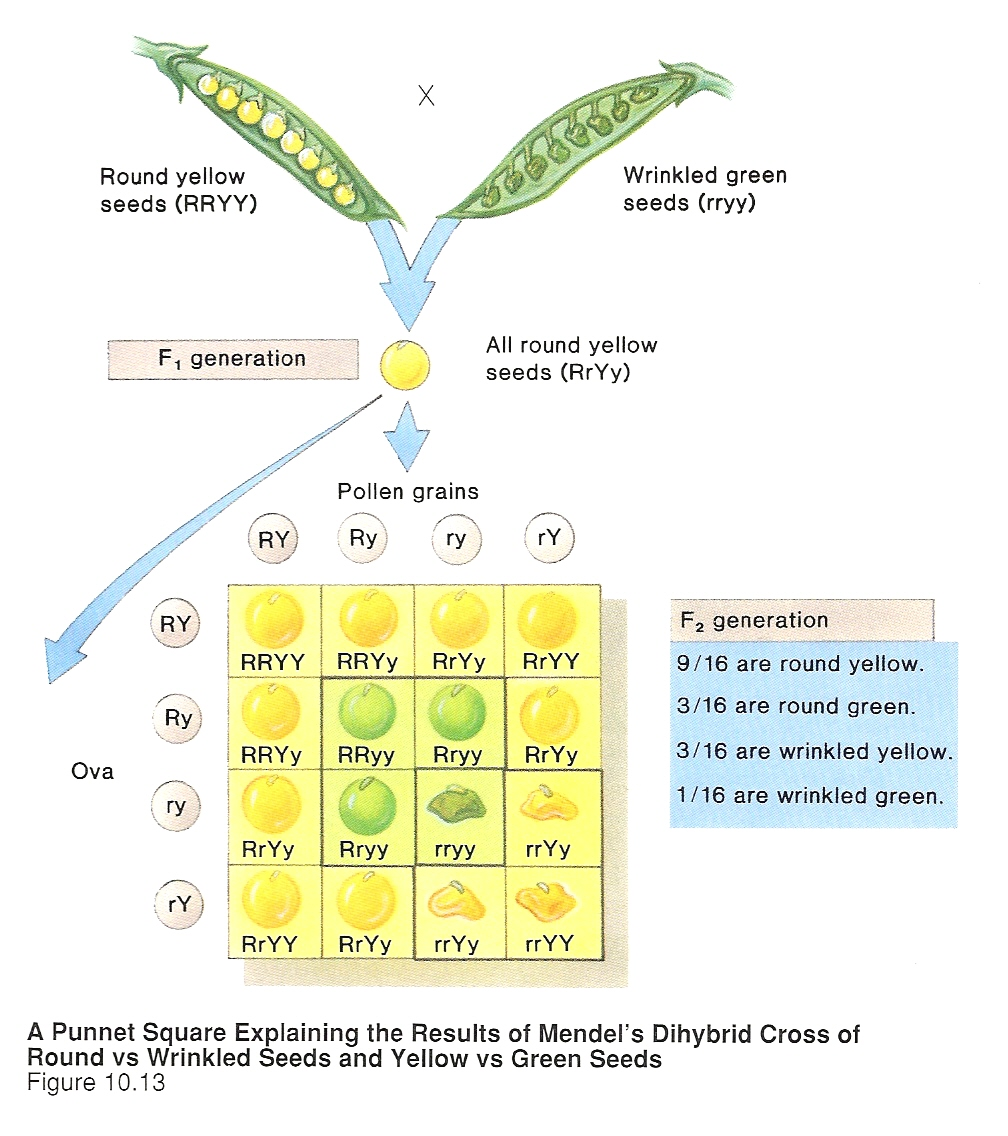 X
Round yellow
seeds (RRYY)
Wrinkled green
seeds (rryy)
F₁ generation
All round yellow
seeds (RrYy)
Pollen grains
RY Ry ry rY
RY
RRYY RRYy RrYy RrYY
Ry
RRYy RRyy Rryy RrYy
Ova
ry
RrYy Rryy rryy rrYy
rY
RrYY RrYy rrYy rrYY
F₂ generation
9/16 are round yellow.
3/16 are round green.
3/16 are wrinkled yellow.
1/16 are wrinkled green.
A Punnet Square Explaining the Results of Mendel's Dihybrid Cross of
Round vs Wrinkled Seeds and Yellow vs Green Seeds
Figure 10.13